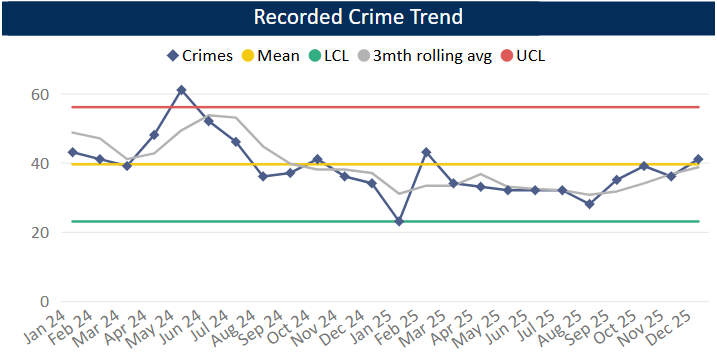 Recorded Crime Trend
Crimes Mean LCL 3mth rolling avg UCL
60
40
20
0
Jan 24 Feb 24 Mar 24 Apr 24 May 24 Jun 24 Jul 24 Aug 24 Sep 24 Oct 24 Nov 24 Dec 24 Jan 25 Feb 25 Mar 25 Apr 25 May 25 Jun 25 Jul 25 Aug 25 Sep 25 Oct 25 Nov 25 Dec 25